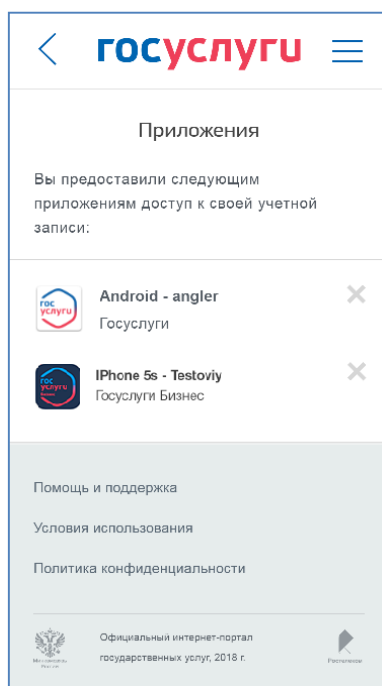 госуслуги
Приложения
Вы предоставили следующим
приложениям доступ к своей учетной
записи:
гос
услуги
Android - angler
Госуслуги
гос
услуги
IPhone 5s - Testoviy
Госуслуги Бизнес
Помощь и поддержка
Условия использования
Политика конфиденциальности
Официальный интернет-портал
государственных услуг, 2018 г.
Ростелеком